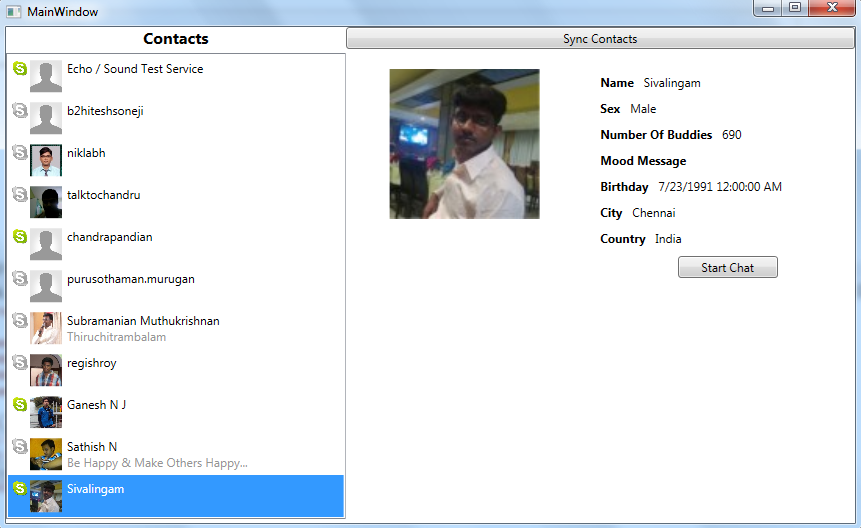 MainWindow
Contacts
Sync Contacts
Echo / Sound Test Service
b2hiteshsoneji
niklabh
talktochandru
chandrapandian
purusothaman.murugan
Subramanian Muthukrishnan
Thiruchitrambalam
regishroy
Ganesh N J
Sathish N
Be Happy & Make Others Happy...
Sivalingam
Name Sivalingam
Sex Male
Number Of Buddies 690
Mood Message
Birthday 7/23/1991 12:00:00 AM
City Chennai
Country India
Start Chat